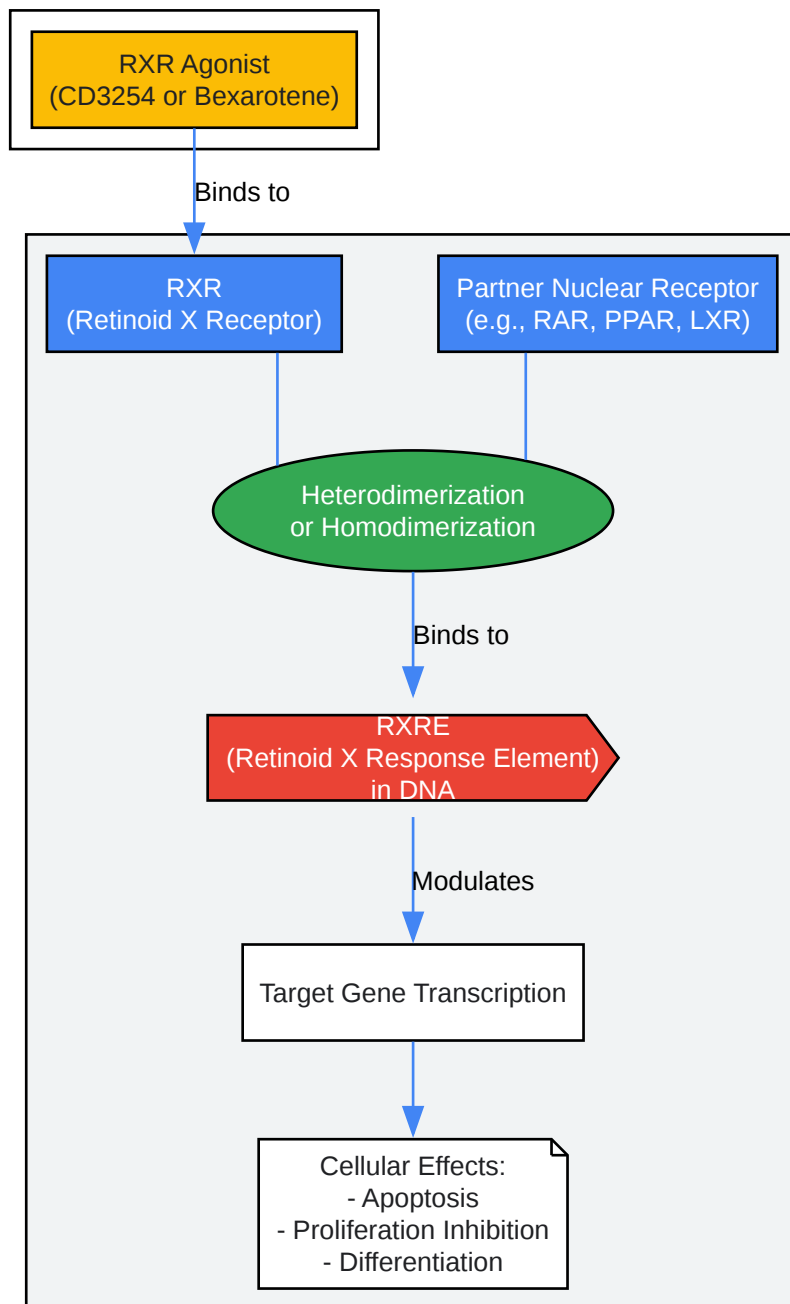 RXR Agonist
(CD3254 or Bexarotene)
Binds to
RXR
(Retinoid X Receptor)
Partner Nuclear Receptor
(e.g., RAR, PPAR, LXR)
Heterodimerization
or Homodimerization
Binds to
RXRE
(Retinoid X Response Element)
in DNA
Modulates
Target Gene Transcription
Cellular Effects:
- Apoptosis
- Proliferation Inhibition
- Differentiation